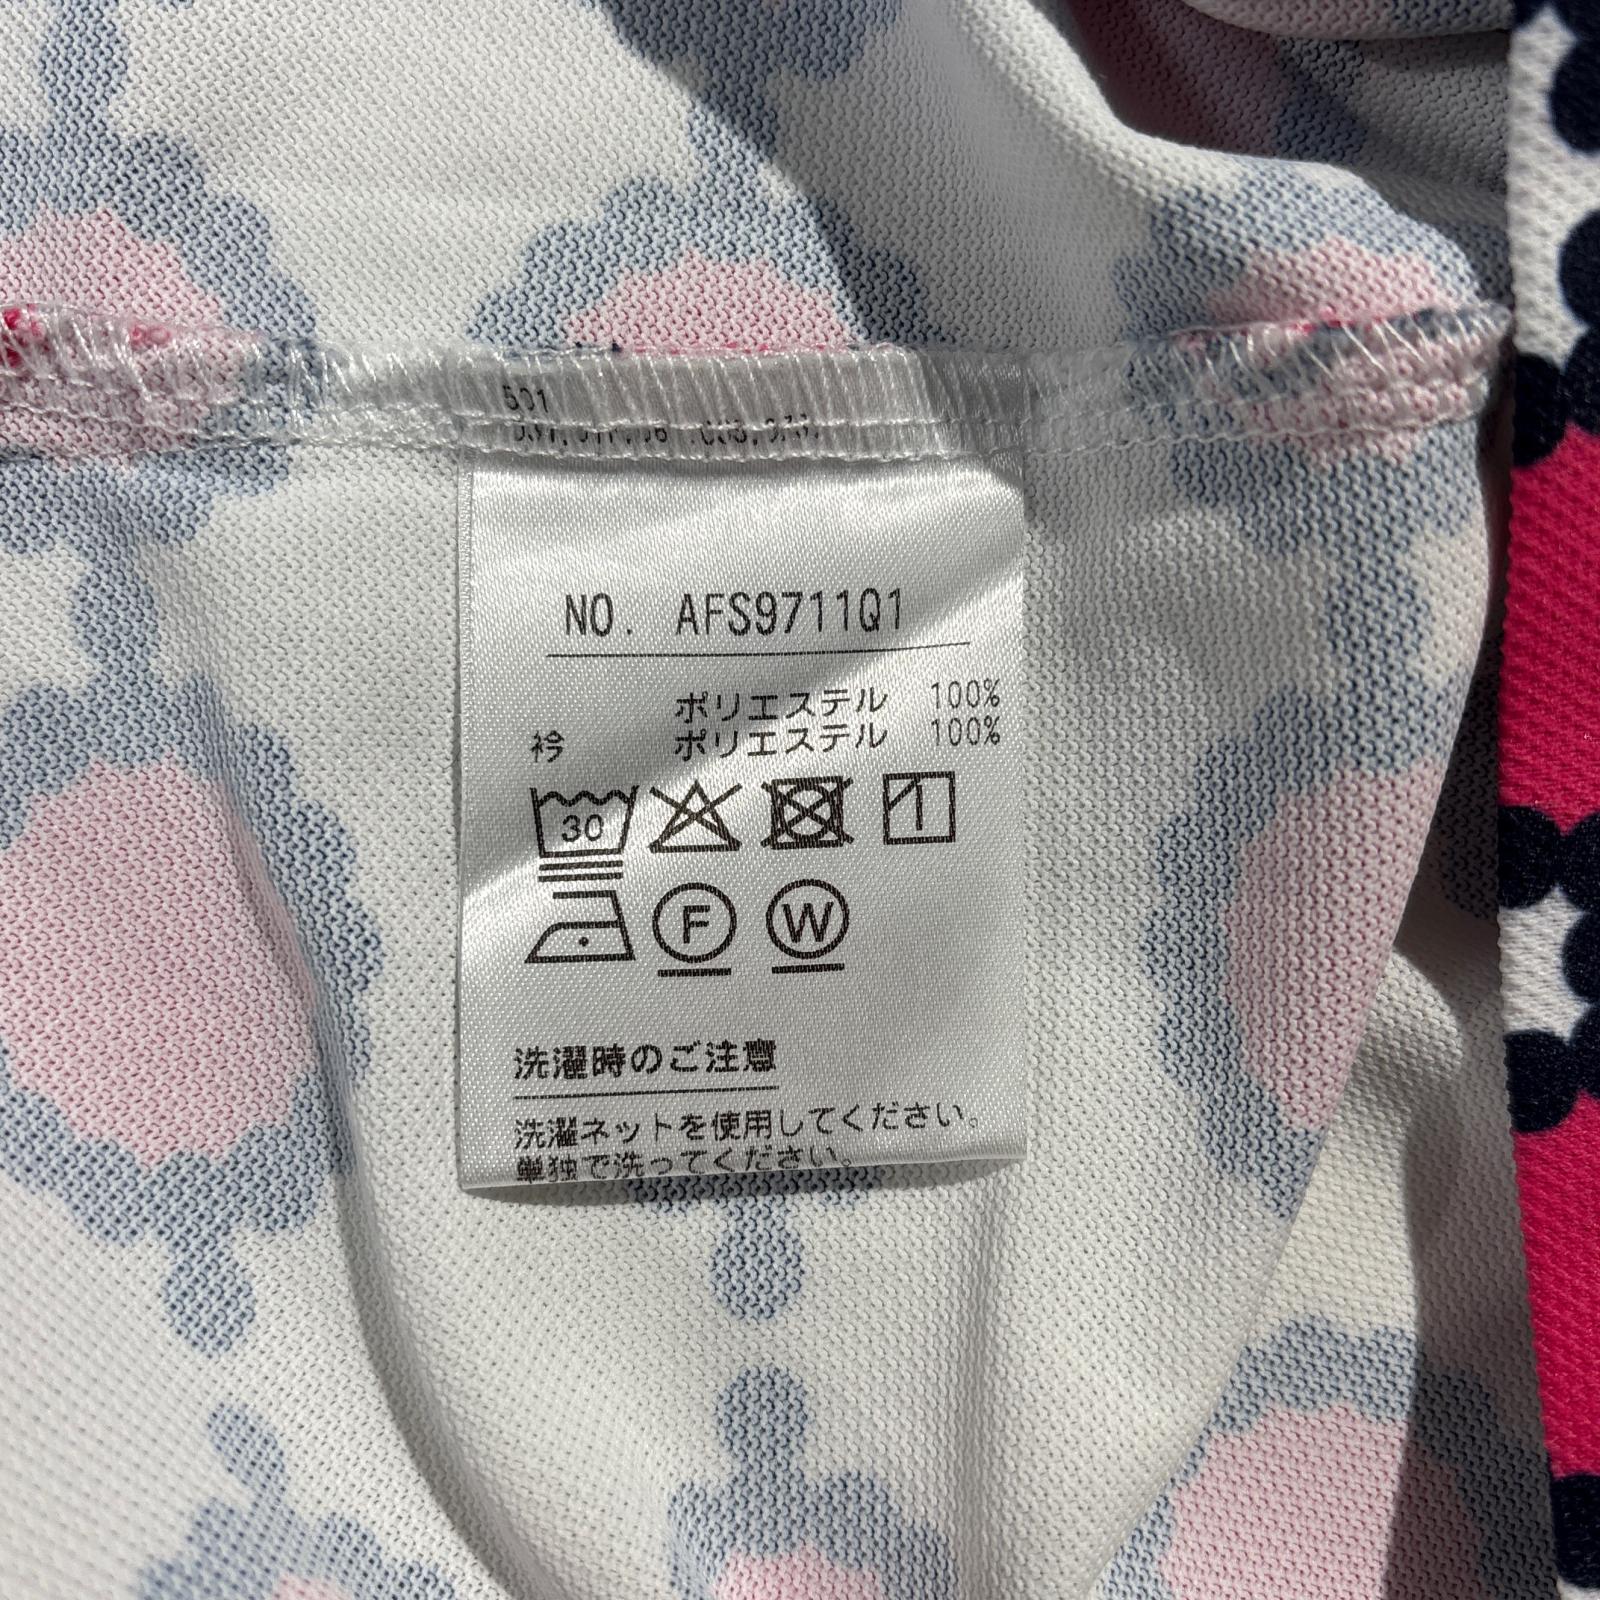 501
NO. AFS9711Q1
ポリエステル 100%
衿 ポリエステル 100%
30
F W
洗濯時のご注意
洗濯ネットを使用してください。
単独で洗ってください。